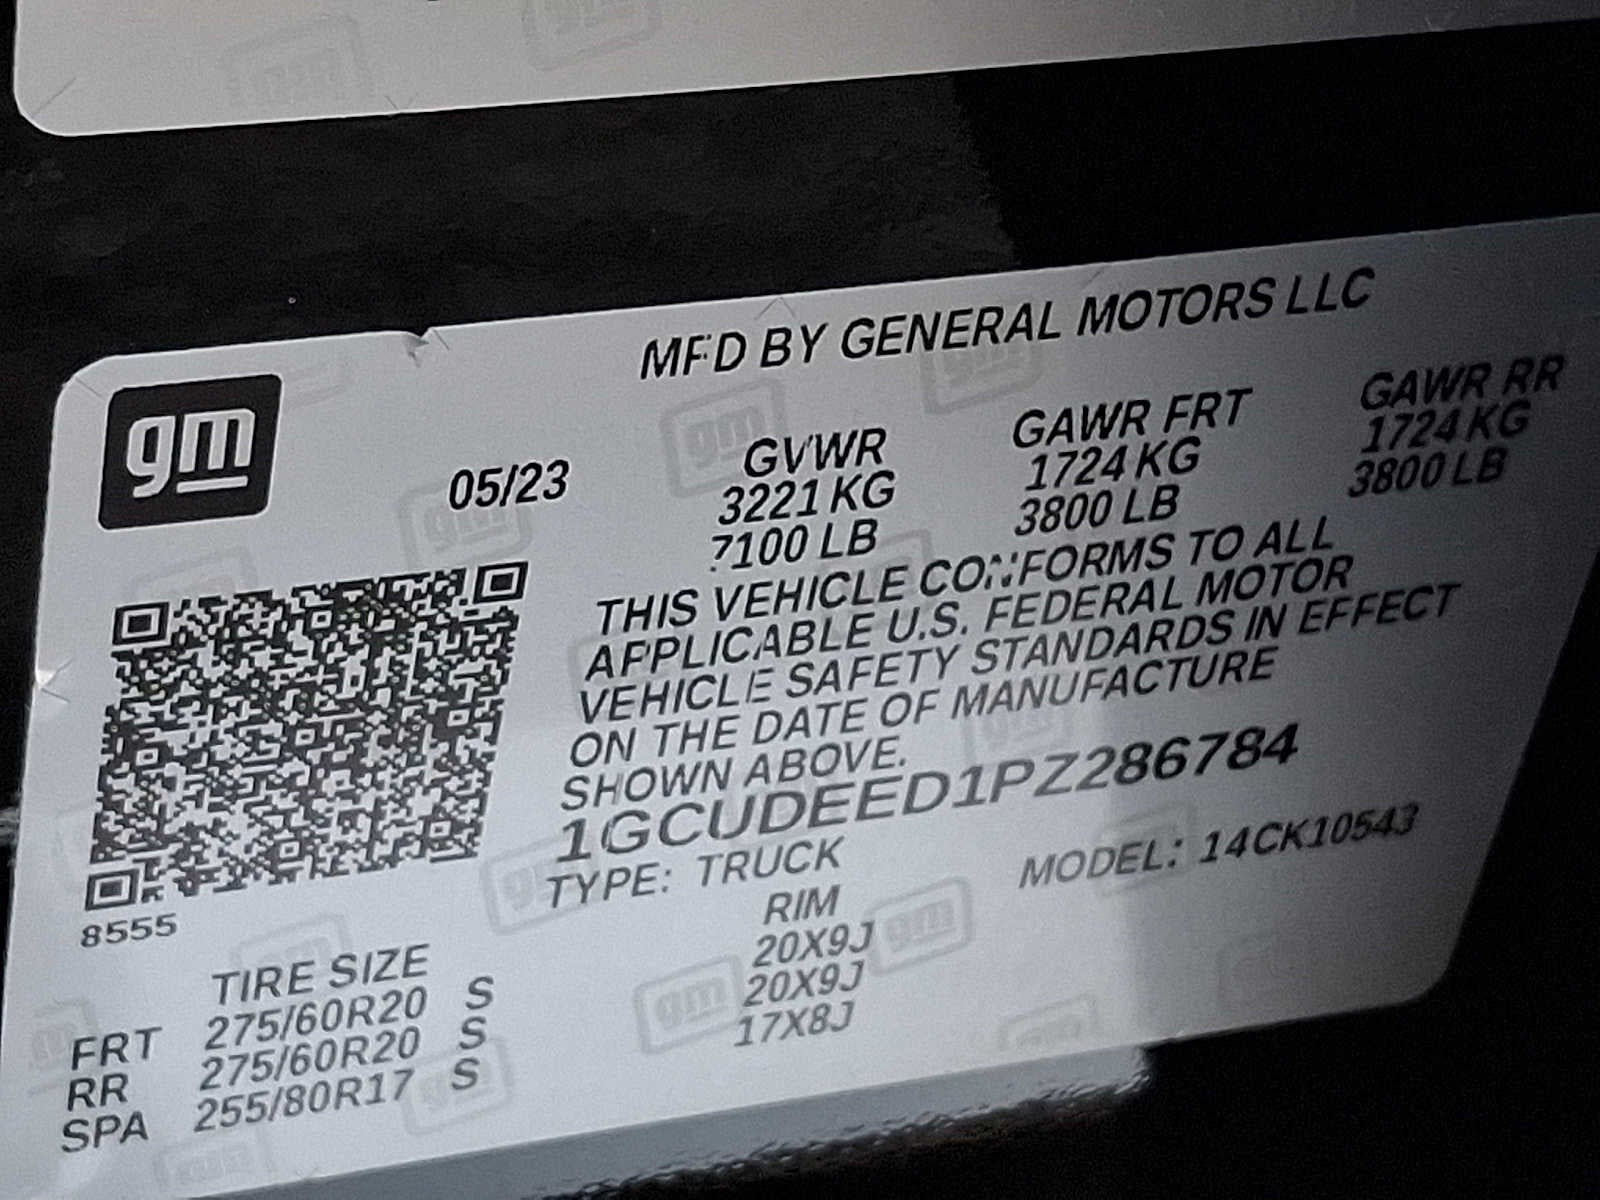 MFD BY GENERAL MOTORS LLC
gm
05/23
GVWR GAWR FRT GAWR RR
3221 KG 1724 KG 1724 KG
7100 LB 3800 LB 3800 LB
THIS VEHICLE CONFORMS TO ALL
APPLICABLE U.S. FEDERAL MOTOR
VEHICLE SAFETY STANDARDS IN EFFECT
ON THE DATE OF MANUFACTURE
SHOWN ABOVE.
1GCUDEED1PZ286784
TYPE: TRUCK MODEL: 14CK10543
8555
TIRE SIZE RIM
FRT 275/60R20 S 20X9J
RR 275/60R20 S 20X9J
SPA 255/80R17 S 17X8J